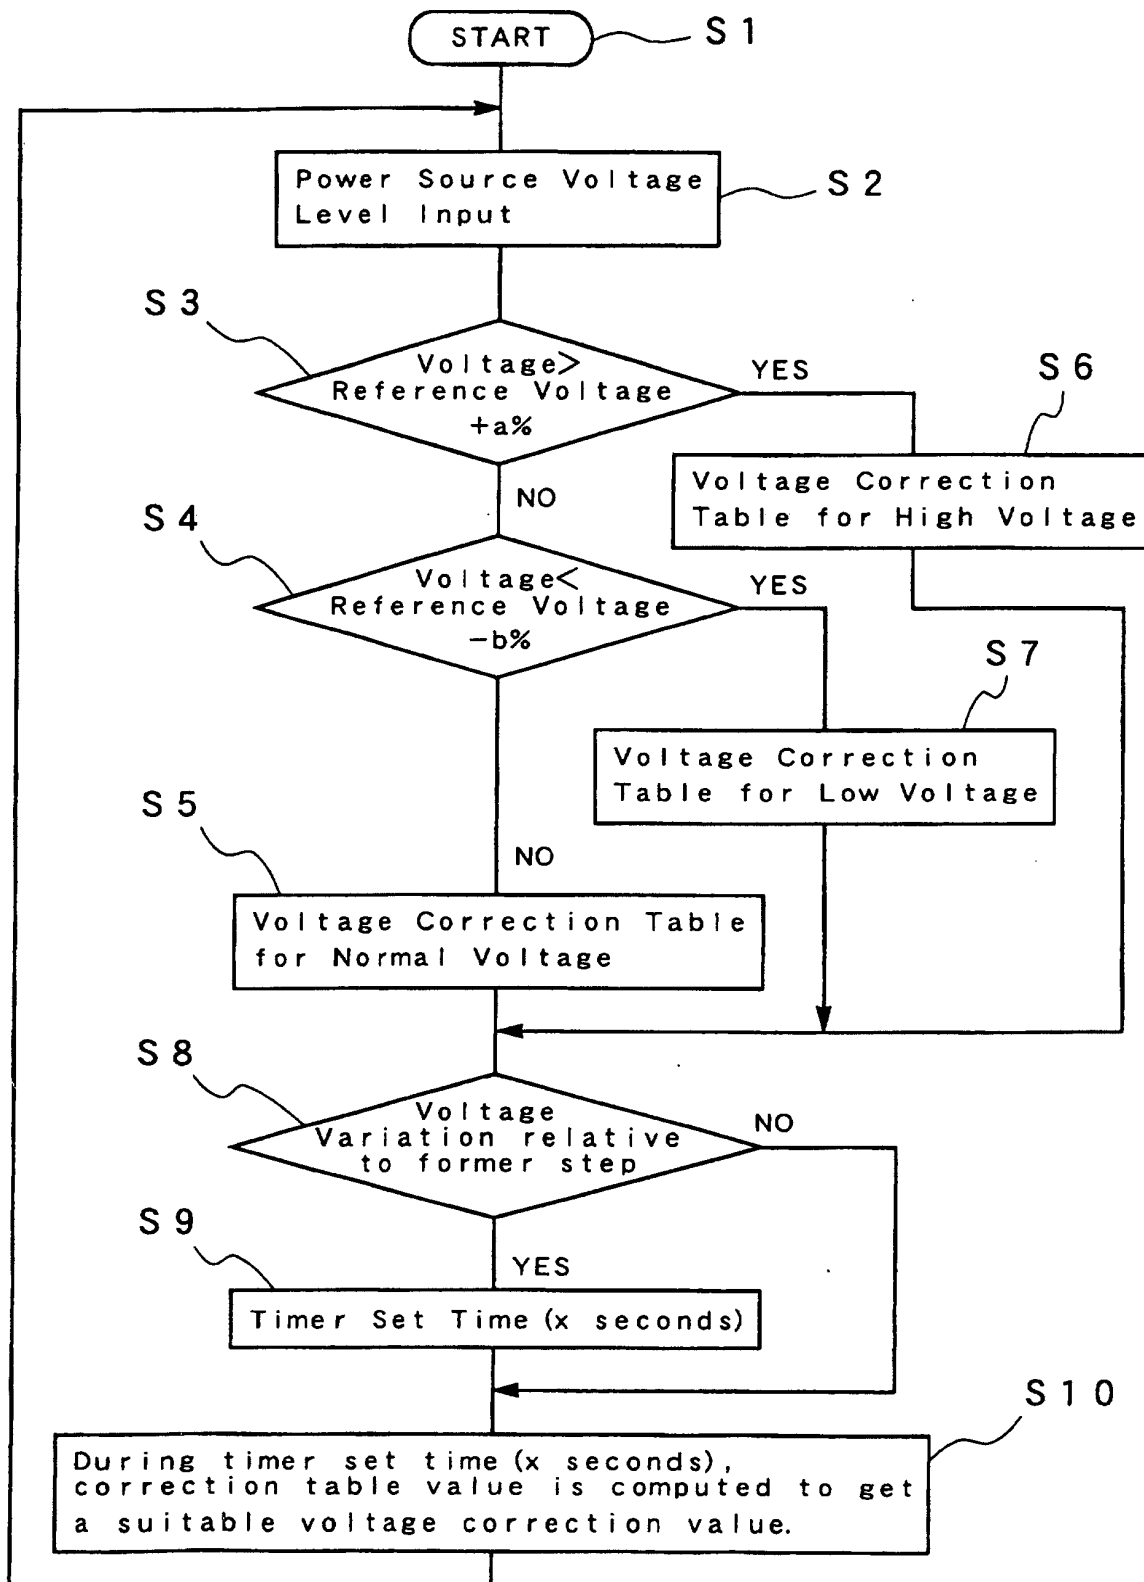 START
S1
Power Source Voltage
Level Input
S2
S3
Voltage>
Reference Voltage
+a%
YES
S6
Voltage Correction
Table for High Voltage
NO
S4
Voltage<
Reference Voltage
-b%
YES
S7
Voltage Correction
Table for Low Voltage
S5
NO
Voltage Correction Table
for Normal Voltage
S8
Voltage
Variation relative
to former step
NO
S9
YES
Timer Set Time (x seconds)
S10
During timer set time (x seconds),
correction table value is computed to get
a suitable voltage correction value.